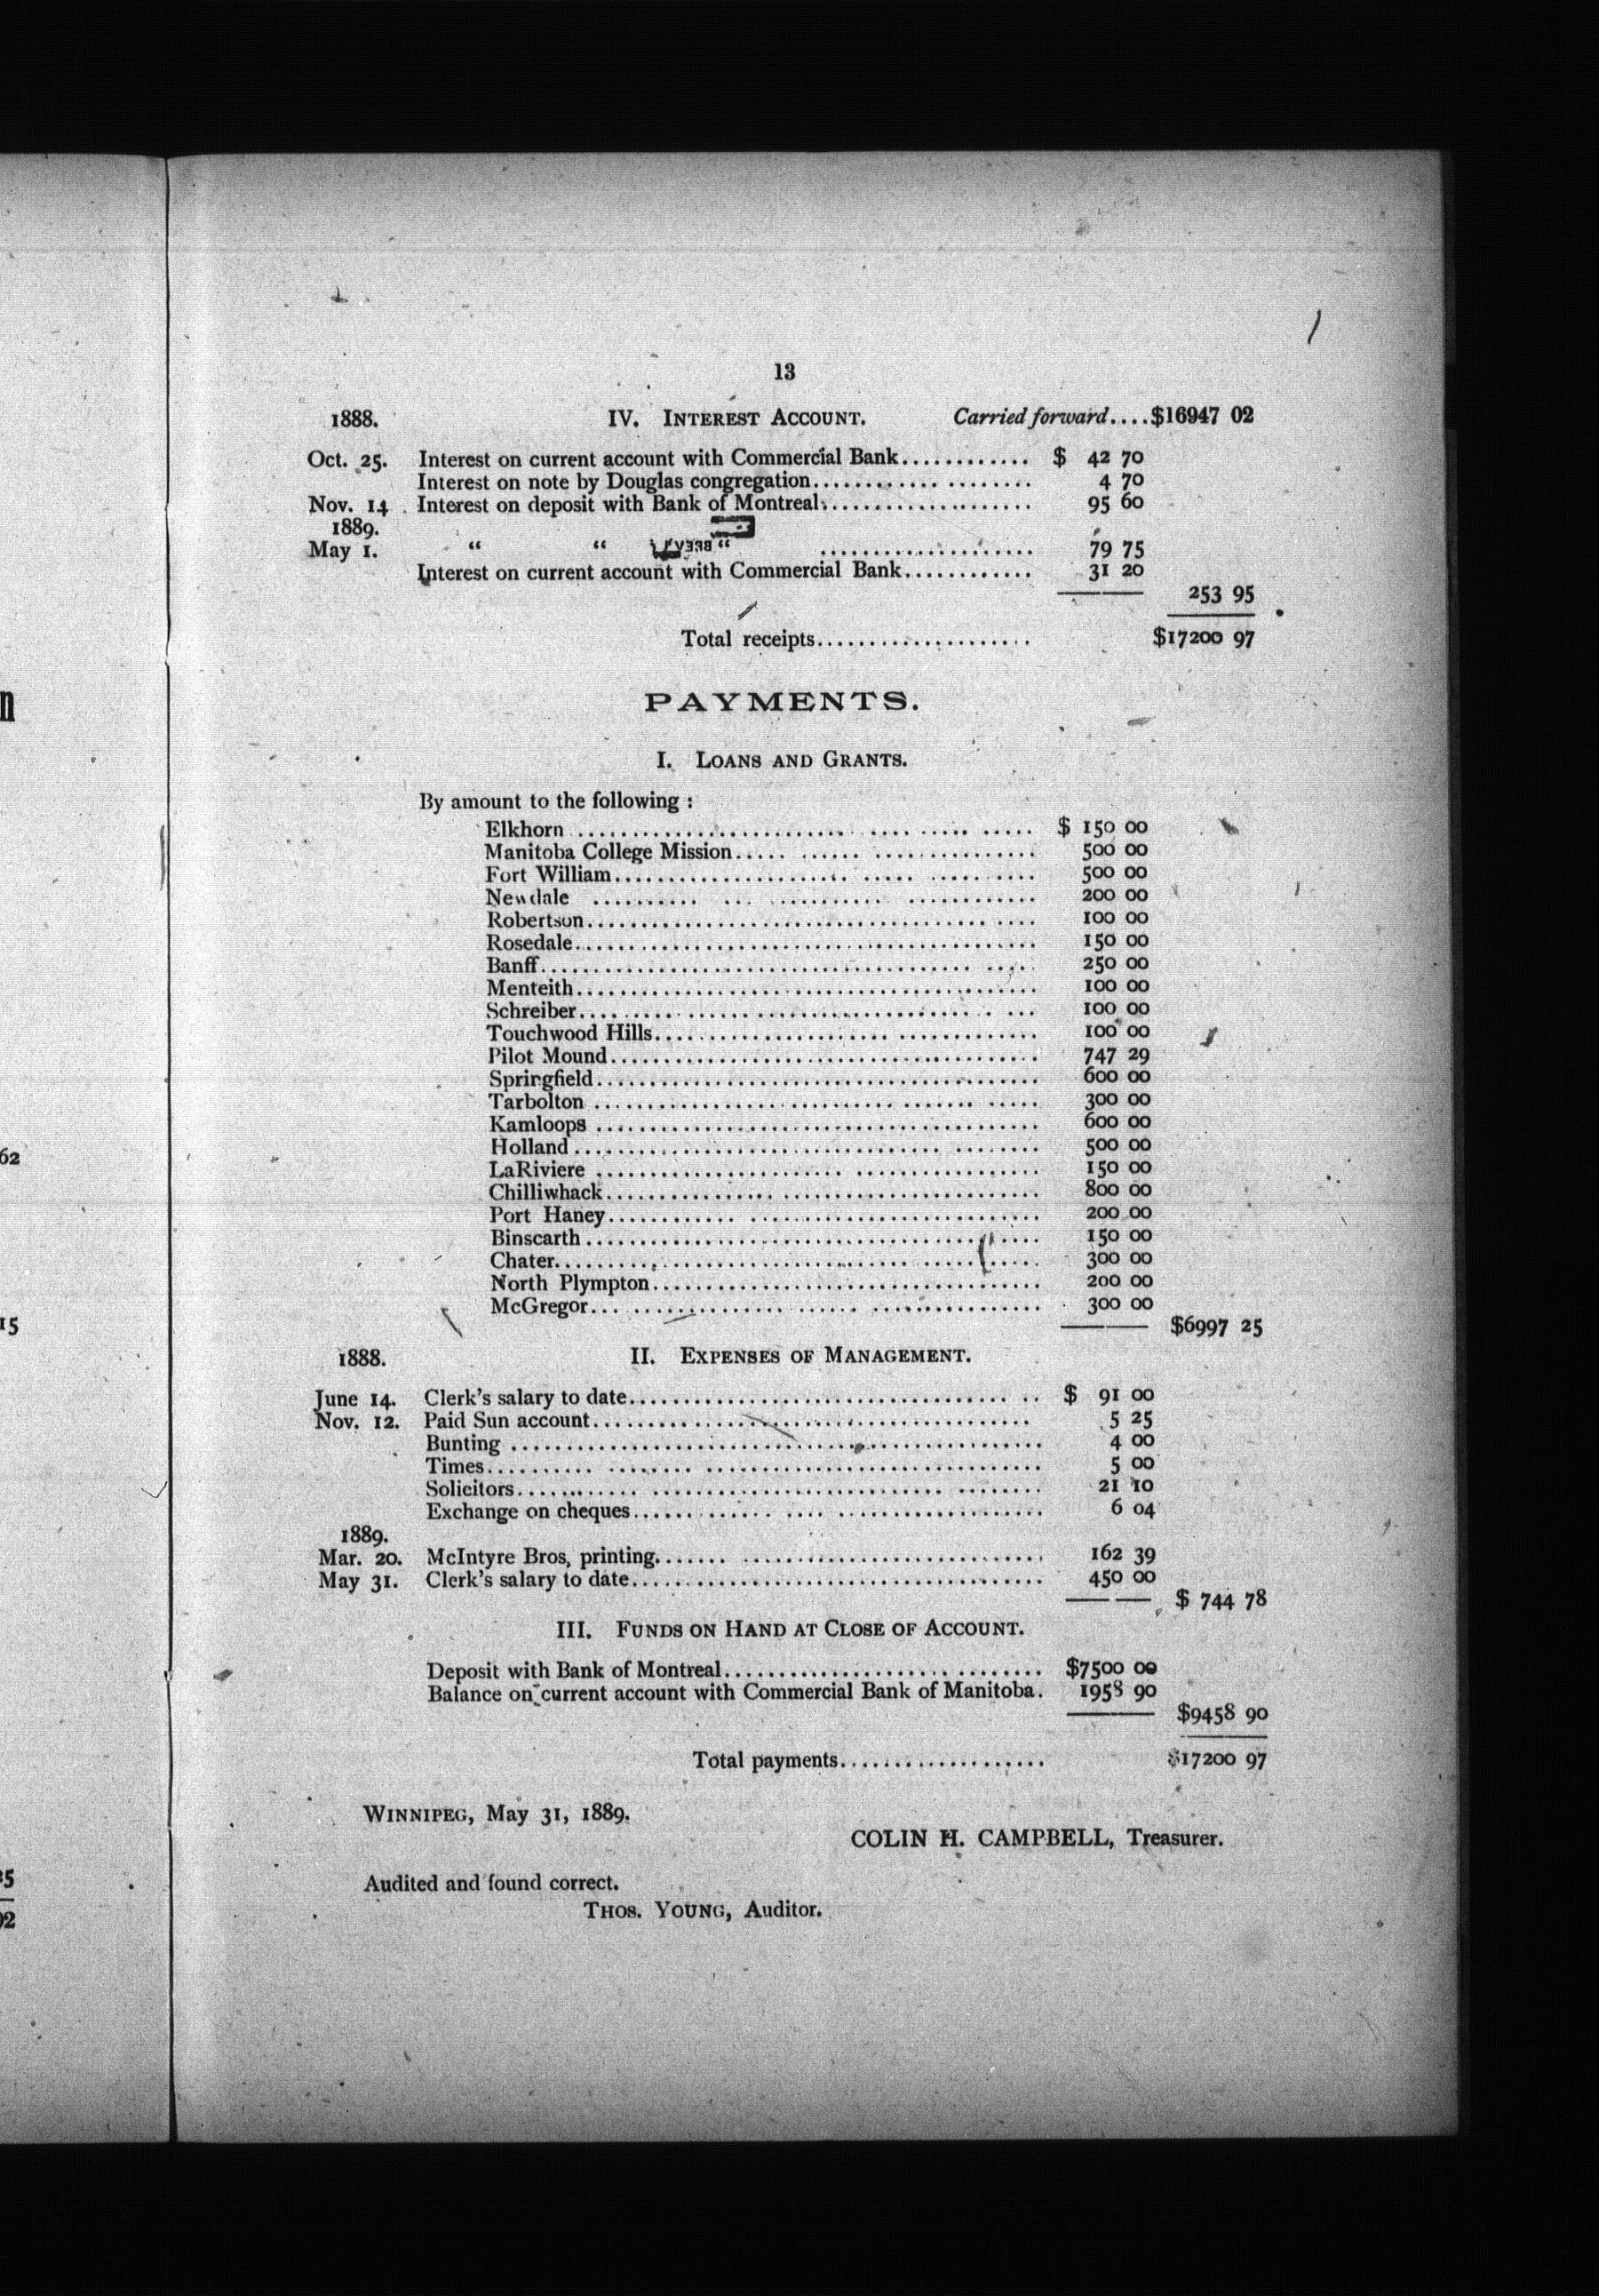 13
1888. IV. INTEREST ACCOUNT. Carried forward....$16947 02
Oct. 25. Interest on current account with Commercial Bank............ $ 42 70
Interest on note by Douglas congregation.................... 4 70
Nov. 14 Interest on deposit with Bank of Montreal.................... 95 60
1889.
May 1. " " " .................... 79 75
Interest on current account with Commercial Bank............ 31 20
253 95
Total receipts.................... $17200 97
PAYMENTS.
I. LOANS AND GRANTS.
By amount to the following :
Elkhorn .................... $ 150 00
Manitoba College Mission.................... 500 00
Fort William.................... 500 00
Newdale .................... 200 00
Robertson.................... 100 00
Rosedale.................... 150 00
Banff.................... 250 00
Menteith.................... 100 00
Schreiber.................... 100 00
Touchwood Hills.................... 100 00
Pilot Mound.................... 747 29
Springfield.................... 600 00
Tarbolton .................... 300 00
Kamloops .................... 600 00
Holland.................... 500 00
LaRiviere .................... 150 00
Chilliwhack.................... 800 00
Port Haney.................... 200 00
Binscarth.................... 150 00
Chater.................... 300 00
North Plympton.................... 200 00
McGregor.................... 300 00
$6997 25
1888. II. EXPENSES OF MANAGEMENT.
June 14. Clerk's salary to date.................... $ 91 00
Nov. 12. Paid Sun account.................... 5 25
Bunting .................... 4 00
Times.................... 5 00
Solicitors.................... 21 10
Exchange on cheques.................... 6 04
1889.
Mar. 20. McIntyre Bros, printing.................... 162 39
May 31. Clerk's salary to date.................... 450 00
$ 744 78
III. FUNDS ON HAND AT CLOSE OF ACCOUNT.
Deposit with Bank of Montreal.................... $7500 00
Balance on current account with Commercial Bank of Manitoba. 1958 90
$9458 90
Total payments.................... $17200 97
WINNIPEG, May 31, 1889.
COLIN H. CAMPBELL, Treasurer.
Audited and found correct.
THOS. YOUNG, Auditor.